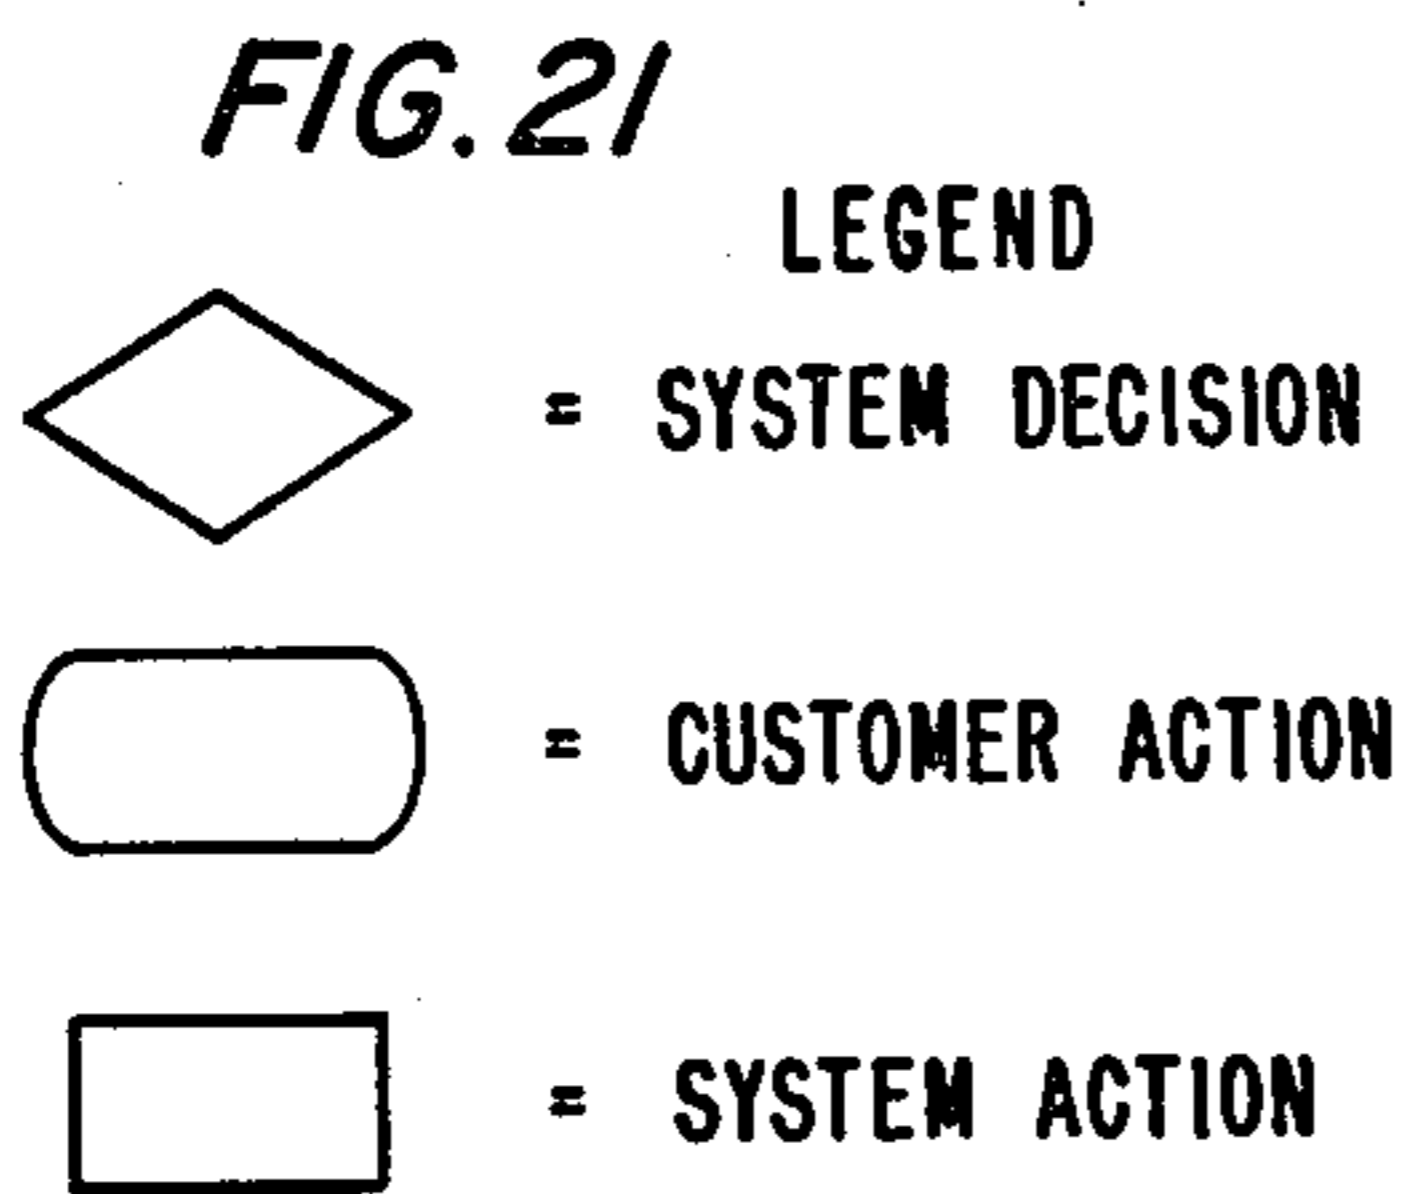 FIG. 21
LEGEND
= SYSTEM DECISION
= CUSTOMER ACTION
= SYSTEM ACTION